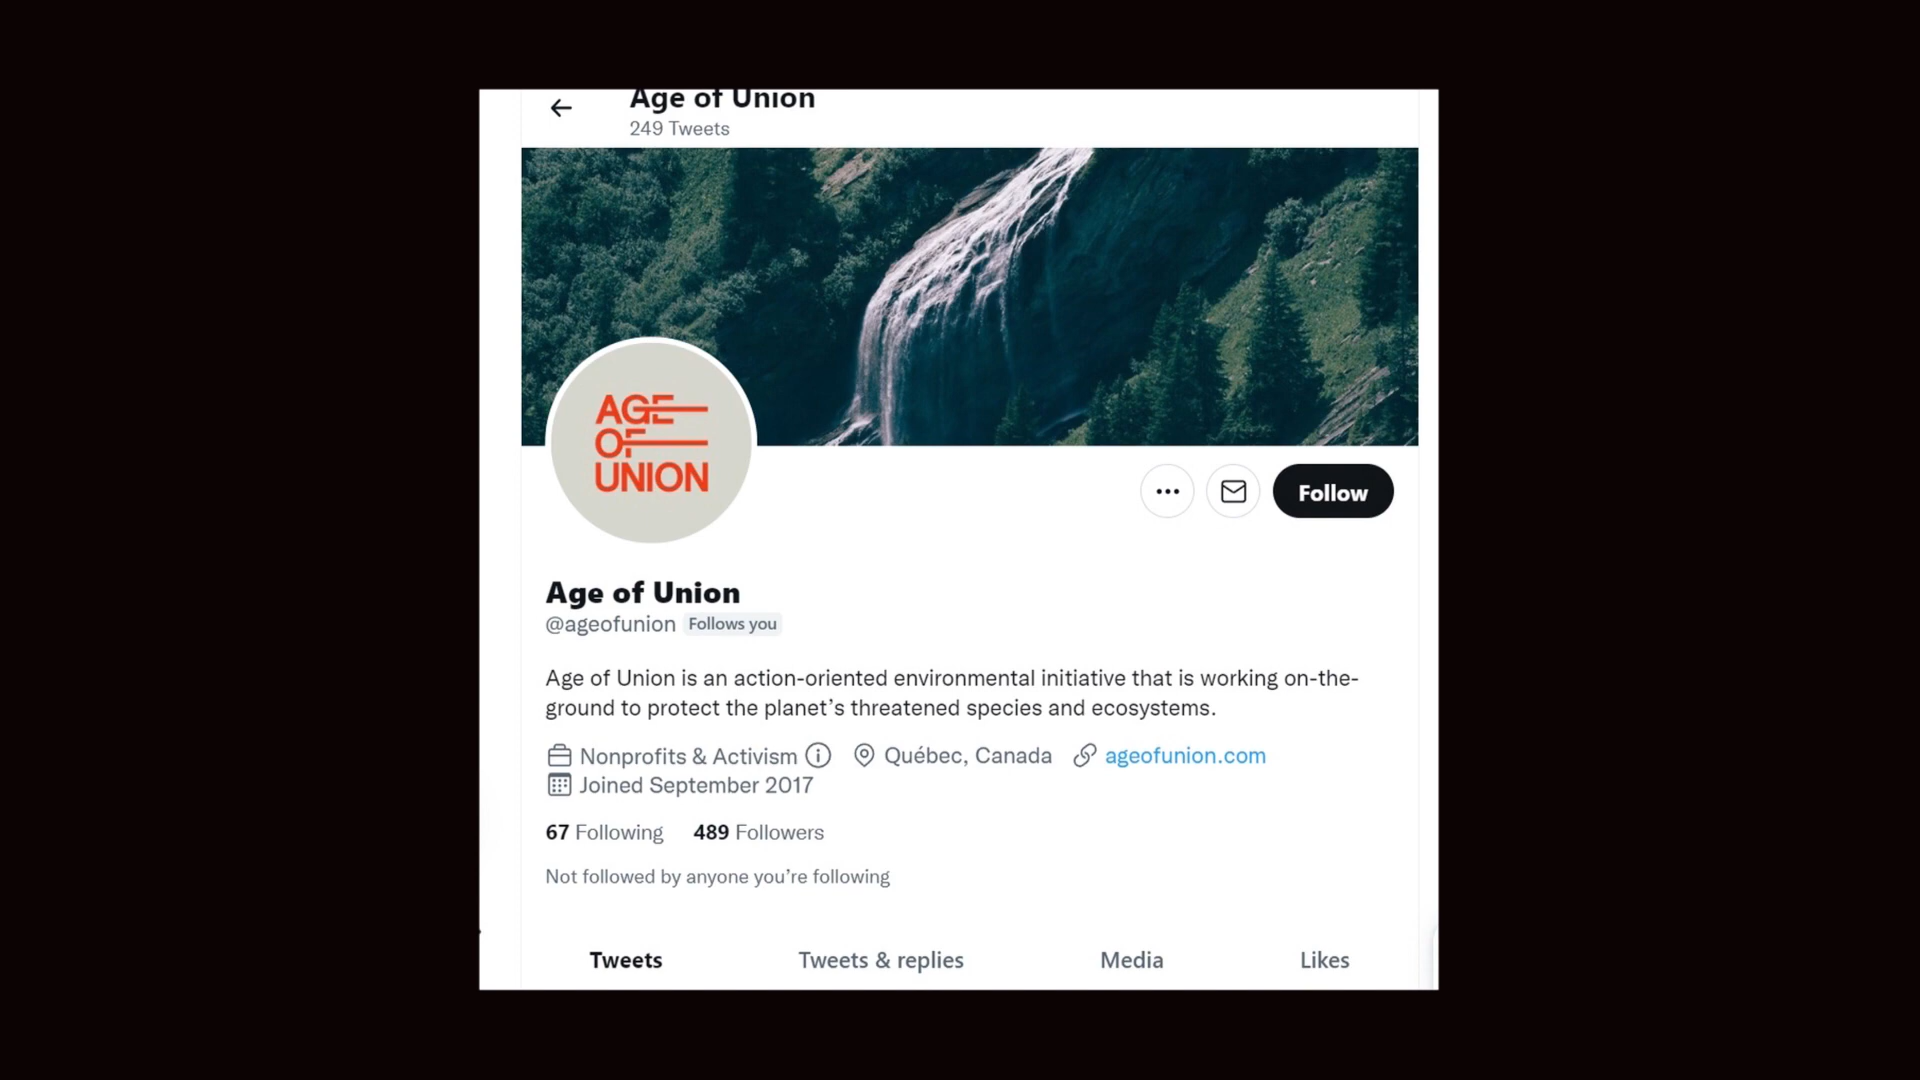 Age of Union
249 Tweets
AGE
OF
UNION
Follow
Age of Union
@ageofunion Follows you
Age of Union is an action-oriented environmental initiative that is working on-the-
ground to protect the planet’s threatened species and ecosystems.
Nonprofits & Activism Québec, Canada ageofunion.com
Joined September 2017
67 Following 489 Followers
Not followed by anyone you’re following
Tweets Tweets & replies Media Likes